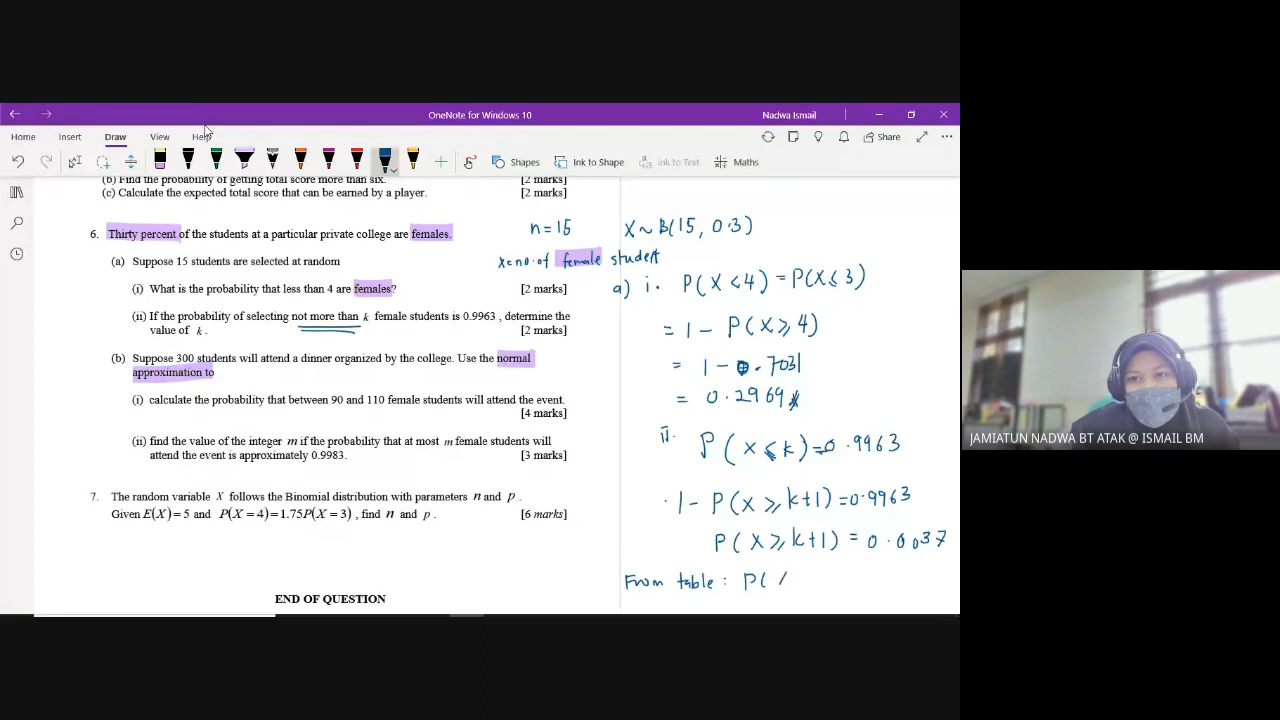 OneNote for Windows 10
Nadwa Ismail
Home Insert Draw View Help
Share
Shapes Ink to Shape Ink to Text Maths
(b) Find the probability of getting total score more than six. [2 marks]
(c) Calculate the expected total score that can be earned by a player. [2 marks]
6. Thirty percent of the students at a particular private college are females.
(a) Suppose 15 students are selected at random
(i) What is the probability that less than 4 are females? [2 marks]
(ii) If the probability of selecting not more than k female students is 0.9963 , determine the
value of k . [2 marks]
(b) Suppose 300 students will attend a dinner organized by the college. Use the normal
approximation to
(i) calculate the probability that between 90 and 110 female students will attend the event.
[4 marks]
(ii) find the value of the integer m if the probability that at most m female students will
attend the event is approximately 0.9983. [3 marks]
7. The random variable X follows the Binomial distribution with parameters n and p .
Given E(X)=5 and P(X=4)=1.75P(X=3) , find n and p . [6 marks]
END OF QUESTION
n=15 X~B(15, 0.3)
x=no.of female student
a) i. P(X<4)=P(X≤3)
= 1 - P(X≥4)
= 1 - 0.7031
= 0.2969
ii. P(X≤k)=0.9963
1 - P(X≥k+1)=0.9963
P(X≥k+1) = 0.0037
From table : P(
JAMIATUN NADWA BT ATAK @ ISMAIL BM